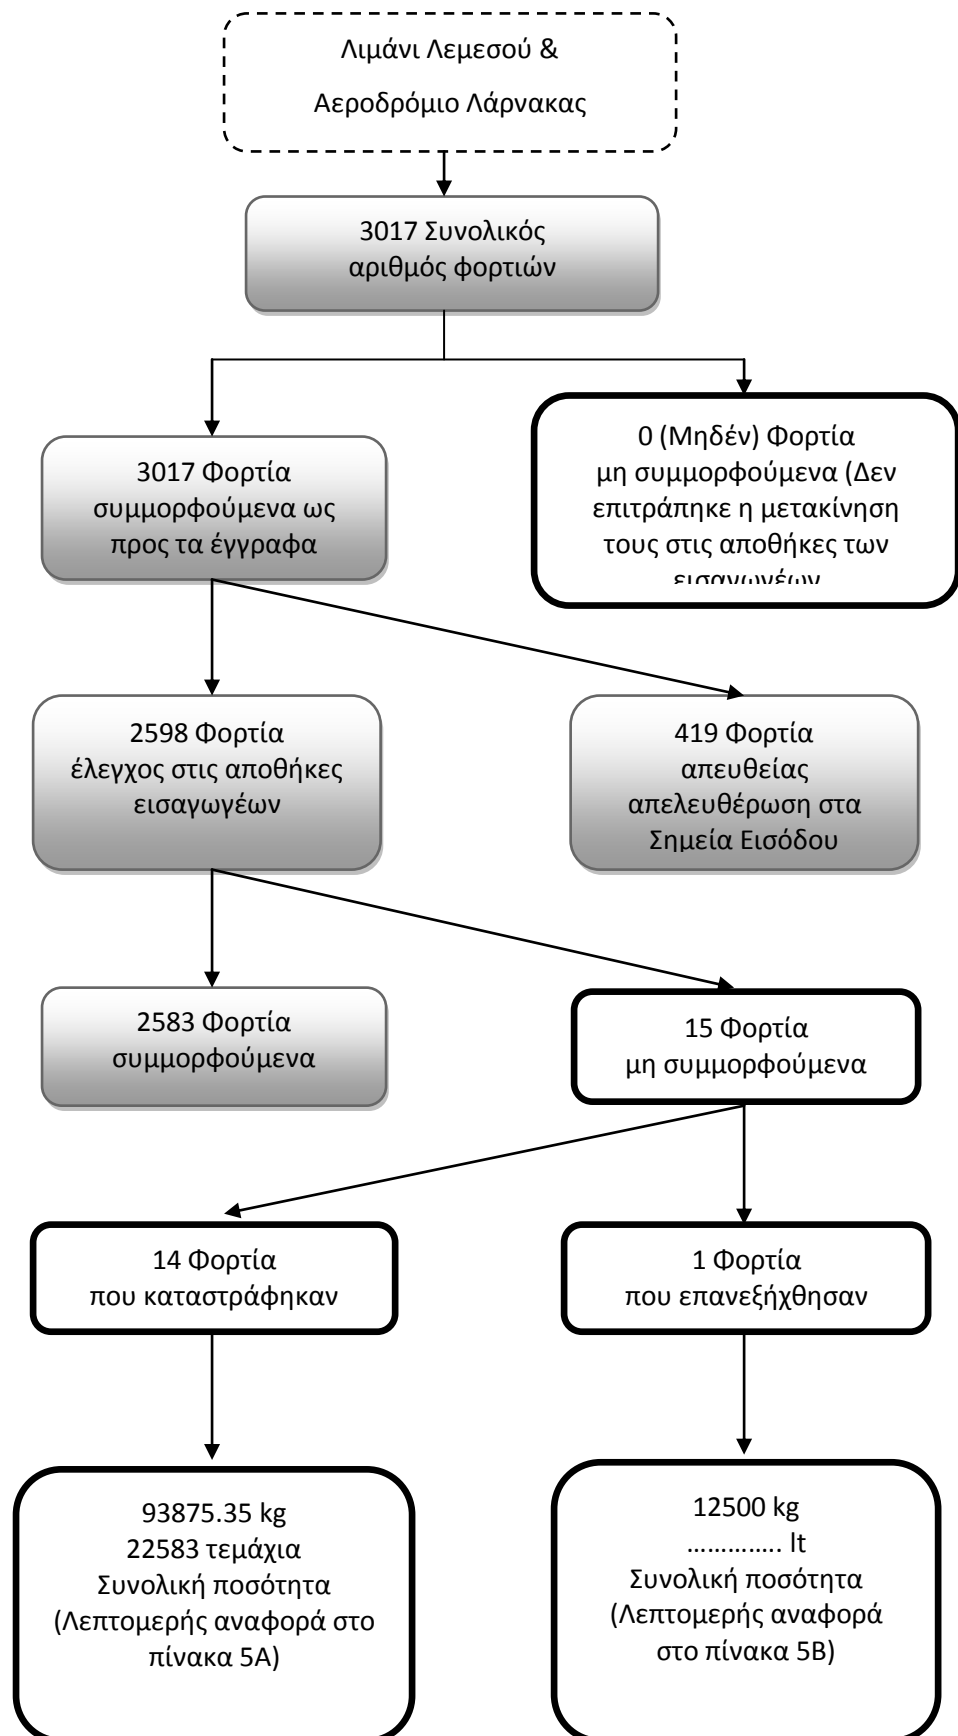 Λιμάνι Λεμεσού &
Αεροδρόμιο Λάρνακας
3017 Συνολικός
αριθμός φορτιών
0 (Μηδέν) Φορτία
μη συμμορφούμενα (Δεν
επιτράπηκε η μετακίνηση
τους στις αποθήκες των
εισαγωγέων
3017 Φορτία
συμμορφούμενα ως
προς τα έγγραφα
2598 Φορτία
έλεγχος στις αποθήκες
εισαγωγέων
419 Φορτία
απευθείας
απελευθέρωση στα
Σημεία Εισόδου
2583 Φορτία
συμμορφούμενα
15 Φορτία
μη συμμορφούμενα
14 Φορτία
που καταστράφηκαν
1 Φορτία
που επανεξήχθησαν
93875.35 kg
22583 τεμάχια
Συνολική ποσότητα
(Λεπτομερής αναφορά στο
πίνακα 5Α)
12500 kg
………….. lt
Συνολική ποσότητα
(Λεπτομερής αναφορά
στο πίνακα 5Β)